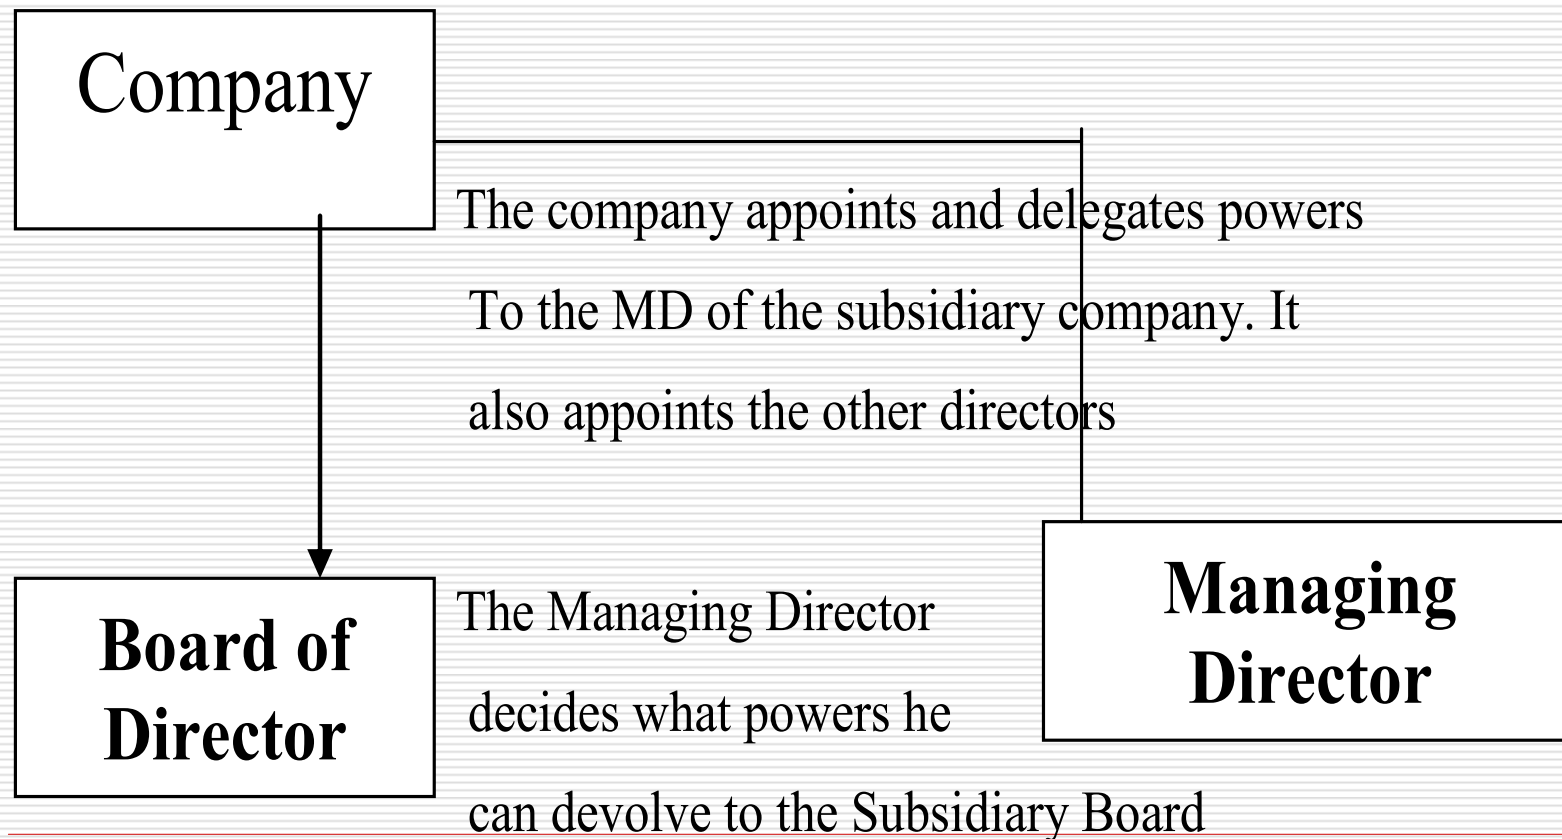 Company
The company appoints and delegates powers
To the MD of the subsidiary company. It
also appoints the other directors
Board of
Director
The Managing Director
decides what powers he
can devolve to the Subsidiary Board
Managing
Director